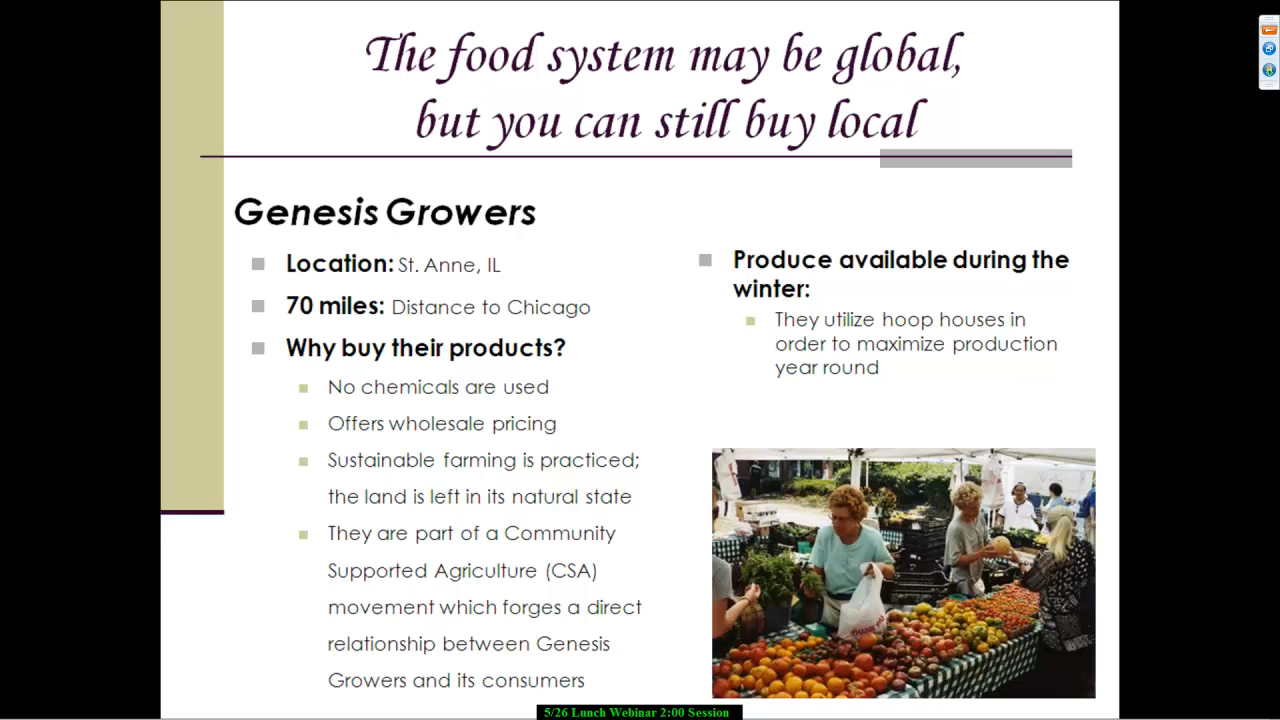 The food system may be global,
but you can still buy local
Genesis Growers
Location: St. Anne, IL
70 miles: Distance to Chicago
Why buy their products?
No chemicals are used
Offers wholesale pricing
Sustainable farming is practiced;
the land is left in its natural state
They are part of a Community
Supported Agriculture (CSA)
movement which forges a direct
relationship between Genesis
Growers and its consumers
Produce available during the
winter:
They utilize hoop houses in
order to maximize production
year round
5/26 Lunch Webinar 2:00 Session